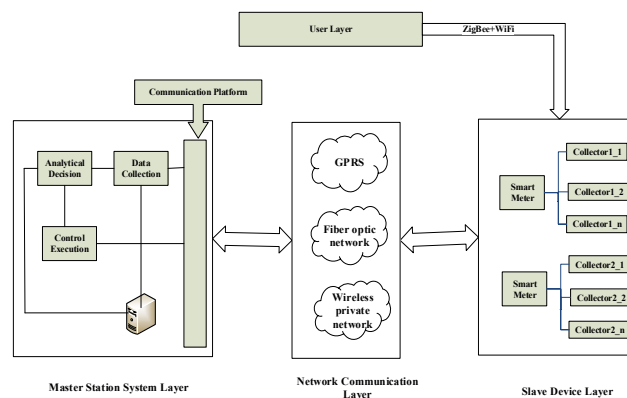 User Layer
ZigBee+WiFi
Communication Platform
Analytical
Decision
Data
Collection
Control
Execution
GPRS
Fiber optic
network
Wireless
private
network
Smart
Meter
Collector1_1
Collector1_2
Collector1_n
Smart
Meter
Collector2_1
Collector2_2
Collector2_n
Master Station System Layer
Network Communication
Layer
Slave Device Layer